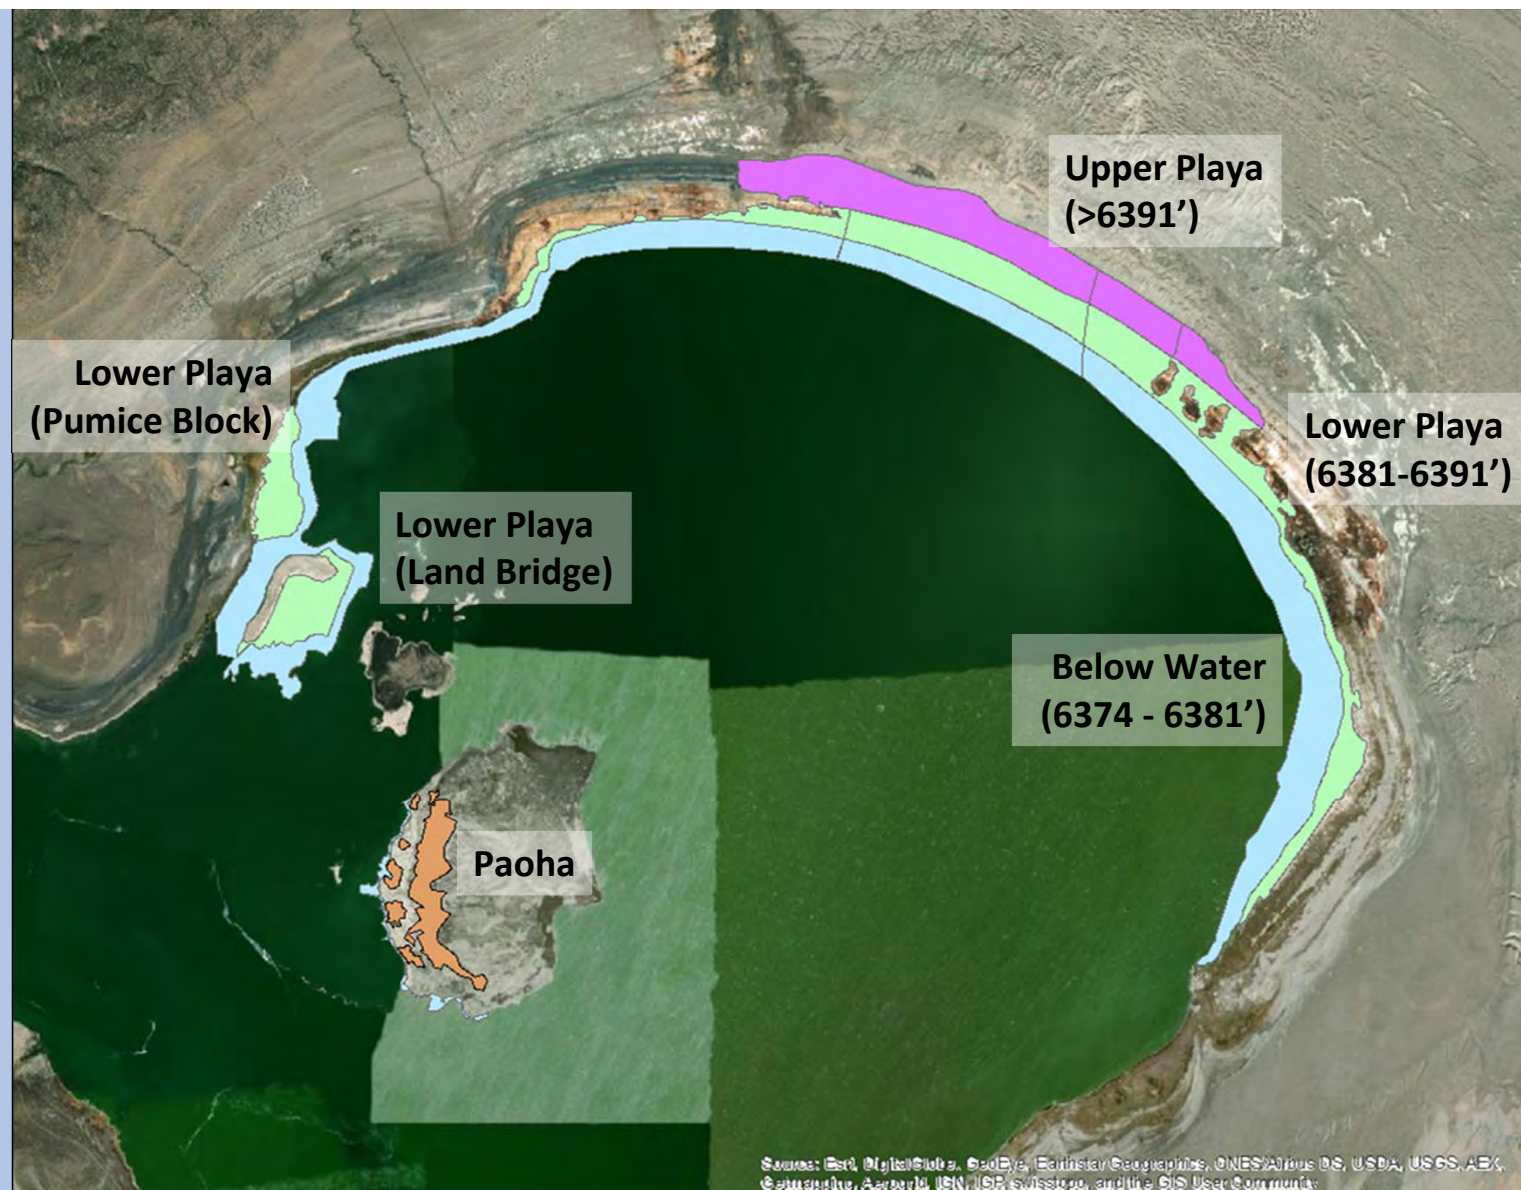 Upper Playa
(>6391’)
Lower Playa
(Pumice Block)
Lower Playa
(6381-6391’)
Lower Playa
(Land Bridge)
Below Water
(6374 - 6381’)
Paoha
Source: Esri, DigitalGlobe, GeoEye, Earthstar Geographics, CNES/Airbus DS, USDA, USGS, AEX,
Getmapping, Aerogrid, IGN, IGP, swisstopo, and the GIS User Community